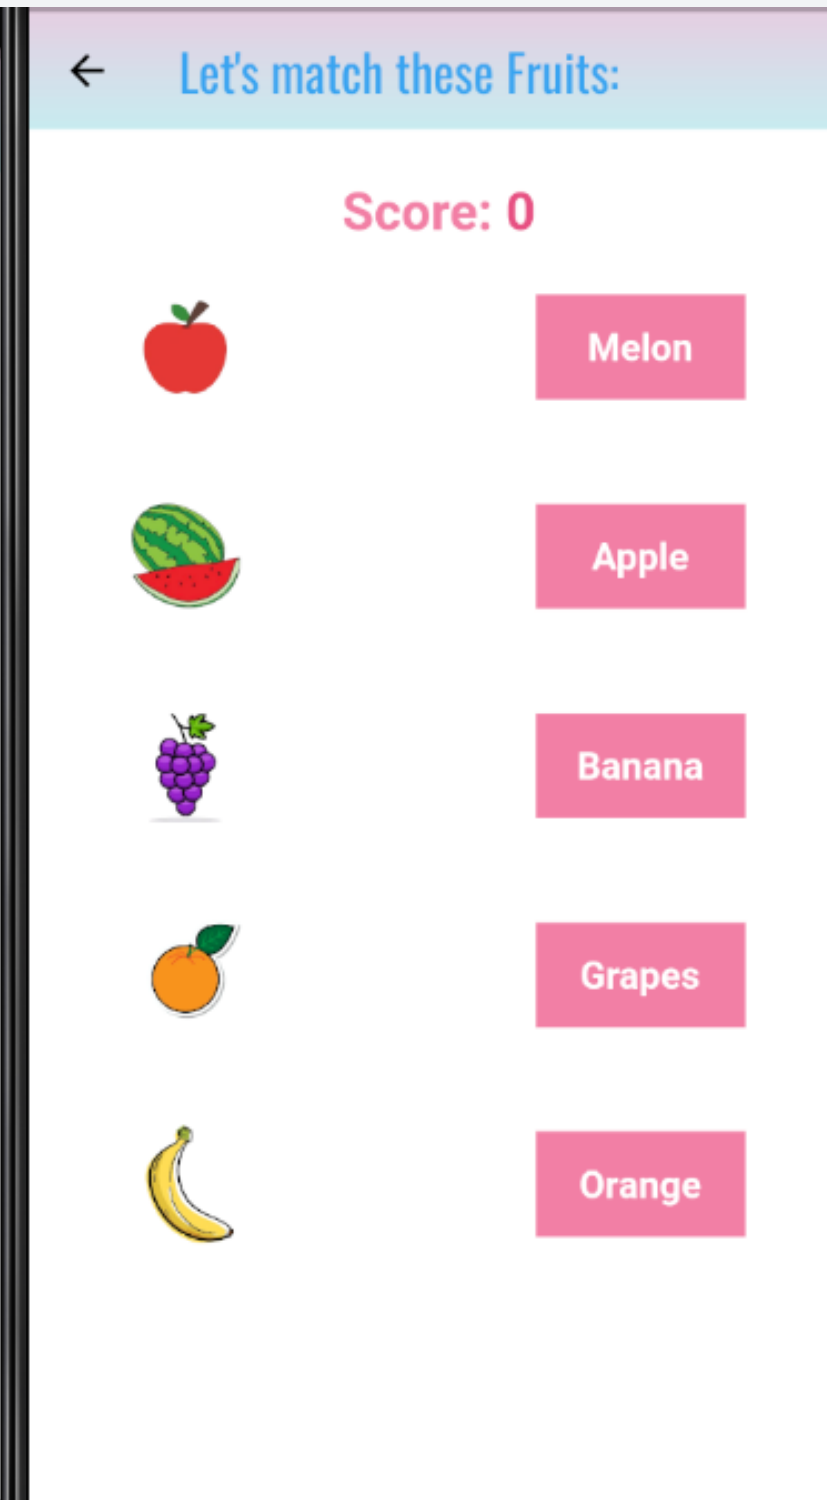 Let's match these Fruits:
Score: 0
Melon
Apple
Banana
Grapes
Orange